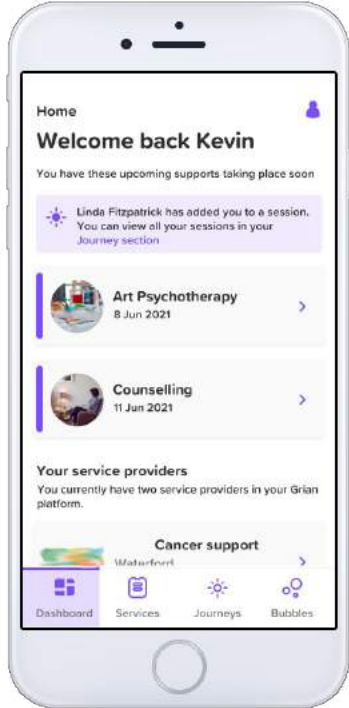 Home
Welcome back Kevin
You have these upcoming supports taking place soon
Linda Fitzpatrick has added you to a session.
You can view all your sessions in your
Journey section
Art Psychotherapy
8 Jun 2021
Counselling
11 Jun 2021
Your service providers
You currently have two service providers in your Grian
platform.
Cancer support
Waterford
Dashboard Services Journeys Bubbles